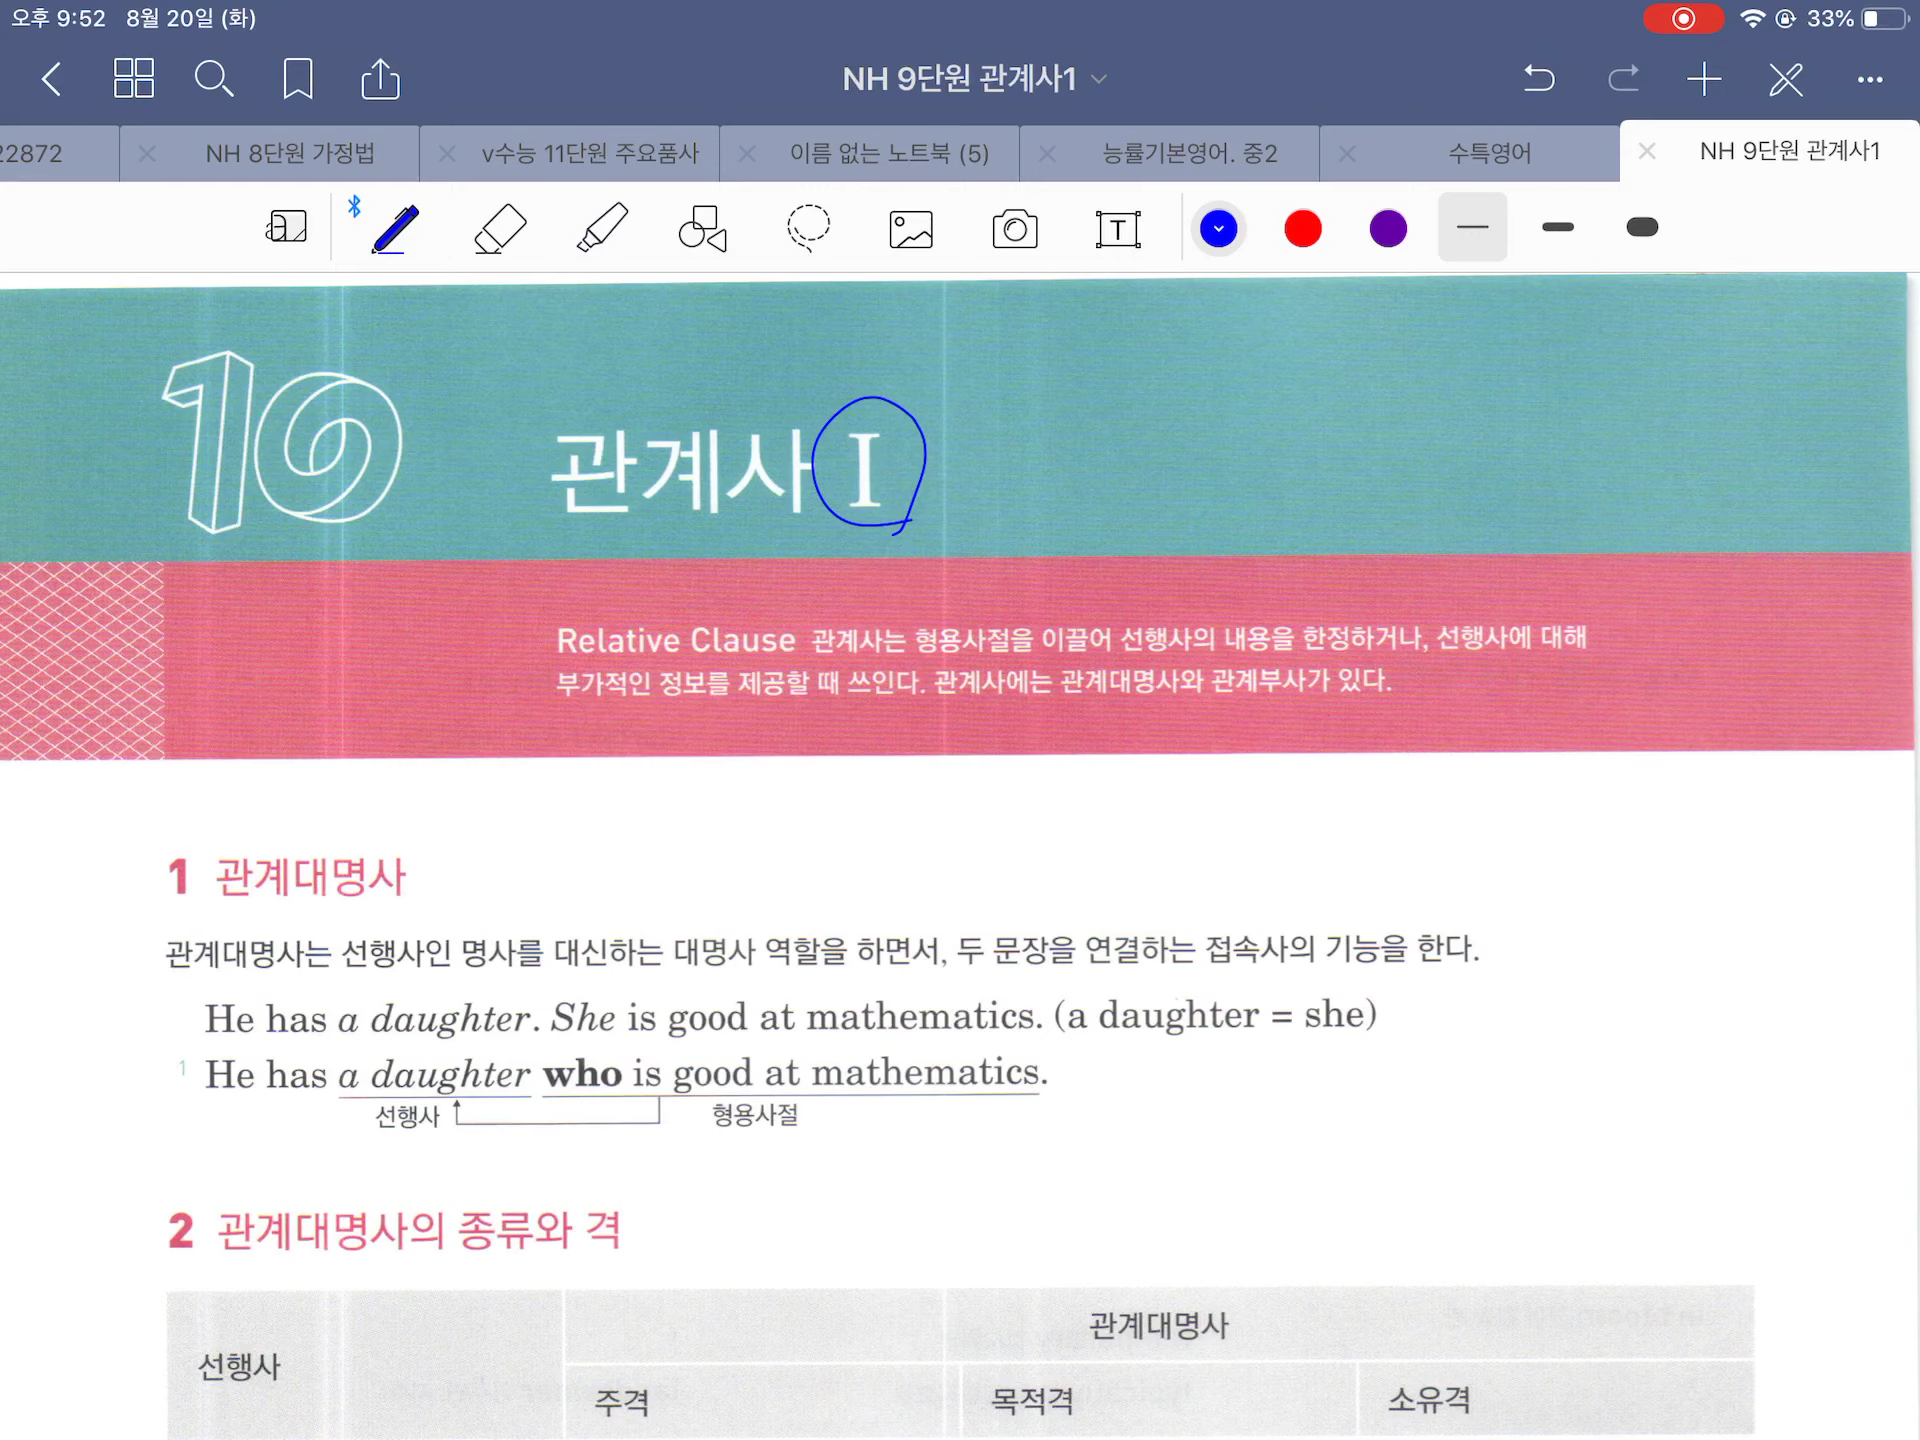 오후 9:52 8월 20일 (화)
33%
NH 9단원 관계사1
22872
NH 8단원 가정법
v수능 11단원 주요품사
이름 없는 노트북 (5)
능률기본영어. 중2
수특영어
NH 9단원 관계사1
T
10
관계사 I
Relative Clause 관계사는 형용사절을 이끌어 선행사의 내용을 한정하거나, 선행사에 대해
부가적인 정보를 제공할 때 쓰인다. 관계사에는 관계대명사와 관계부사가 있다.
1 관계대명사
관계대명사는 선행사인 명사를 대신하는 대명사 역할을 하면서, 두 문장을 연결하는 접속사의 기능을 한다.
He has a daughter. She is good at mathematics. (a daughter = she)
1 He has a daughter who is good at mathematics.
선행사 형용사절
2 관계대명사의 종류와 격
관계대명사
선행사
주격 목적격 소유격